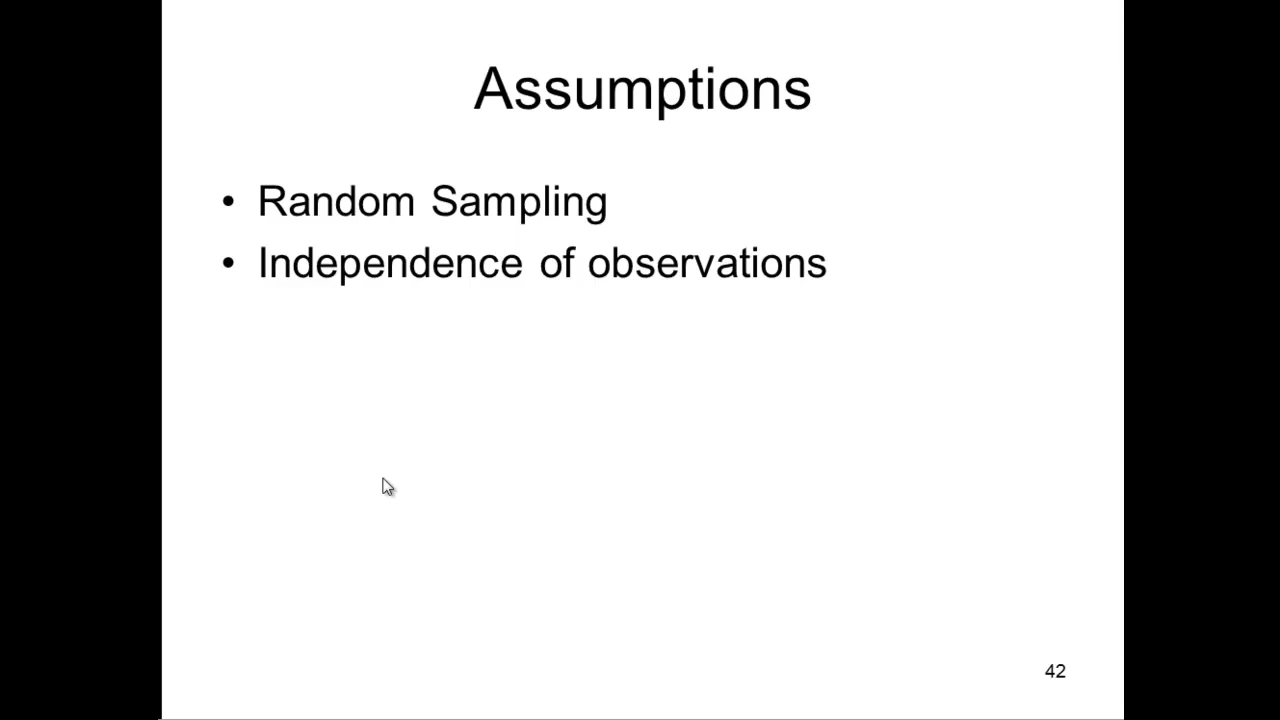 Assumptions
• Random Sampling
• Independence of observations
42